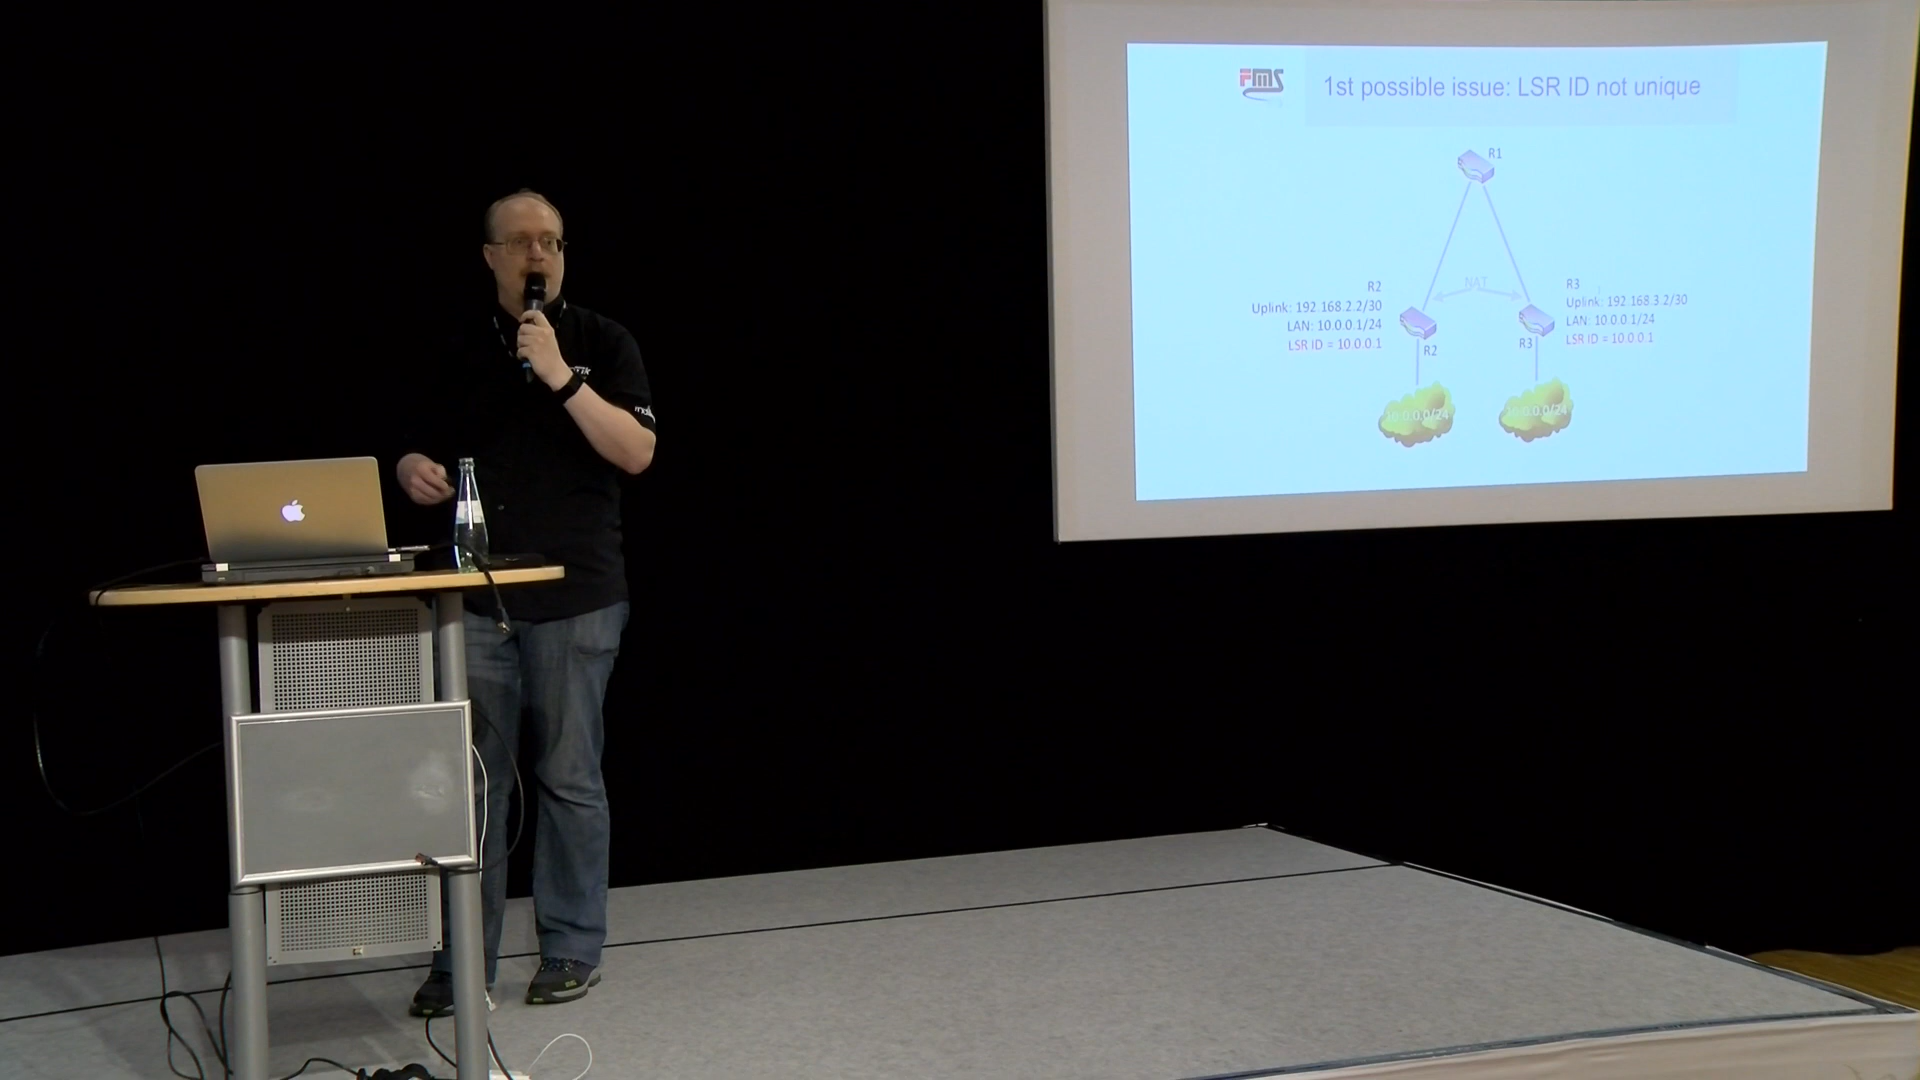 FMS
1st possible issue: LSR ID not unique
R1
NAT
R2
Uplink: 192.168.2.2/30
LAN: 10.0.0.1/24
LSR ID = 10.0.0.1
R3
Uplink: 192.168.3.2/30
LAN: 10.0.0.1/24
LSR ID = 10.0.0.1
R2
R3
10.0.0.0/24
10.0.0.0/24